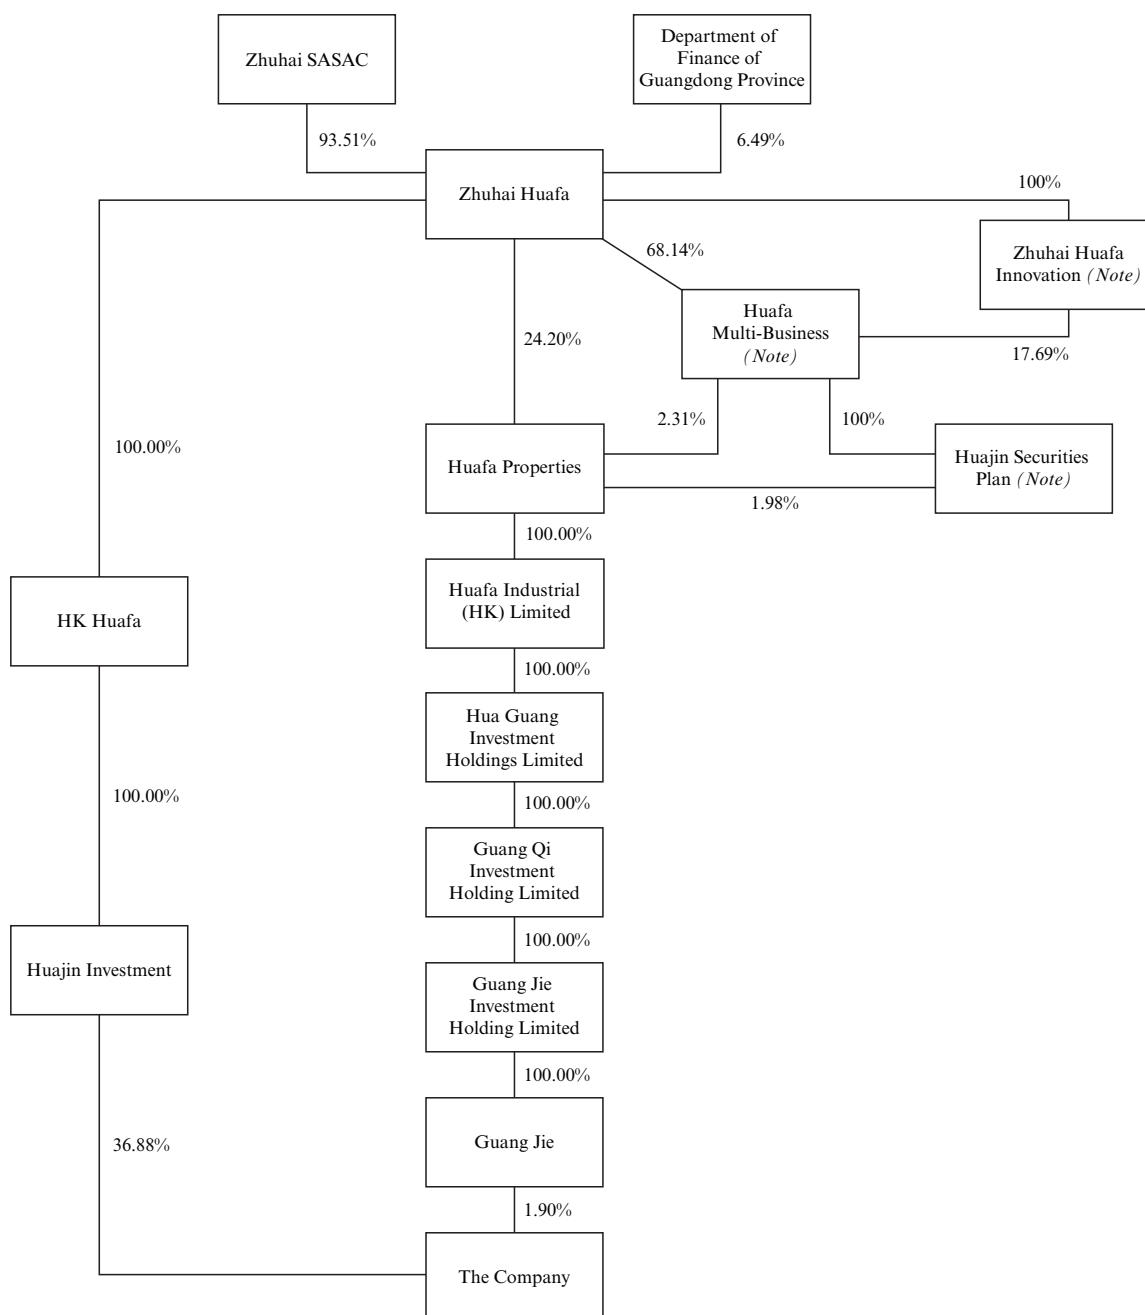 Zhuhai SASAC
Department of
Finance of
Guangdong Province
93.51%
6.49%
Zhuhai Huafa
100%
68.14%
Zhuhai Huafa
Innovation (Note)
Huafa
Multi-Business
(Note)
24.20%
17.69%
2.31%
100%
100.00%
Huafa Properties
Huajin Securities
Plan (Note)
1.98%
100.00%
Huafa Industrial
(HK) Limited
HK Huafa
100.00%
Hua Guang
Investment
Holdings Limited
100.00%
100.00%
Guang Qi
Investment
Holding Limited
100.00%
Huajin Investment
Guang Jie
Investment
Holding Limited
100.00%
36.88%
Guang Jie
1.90%
The Company